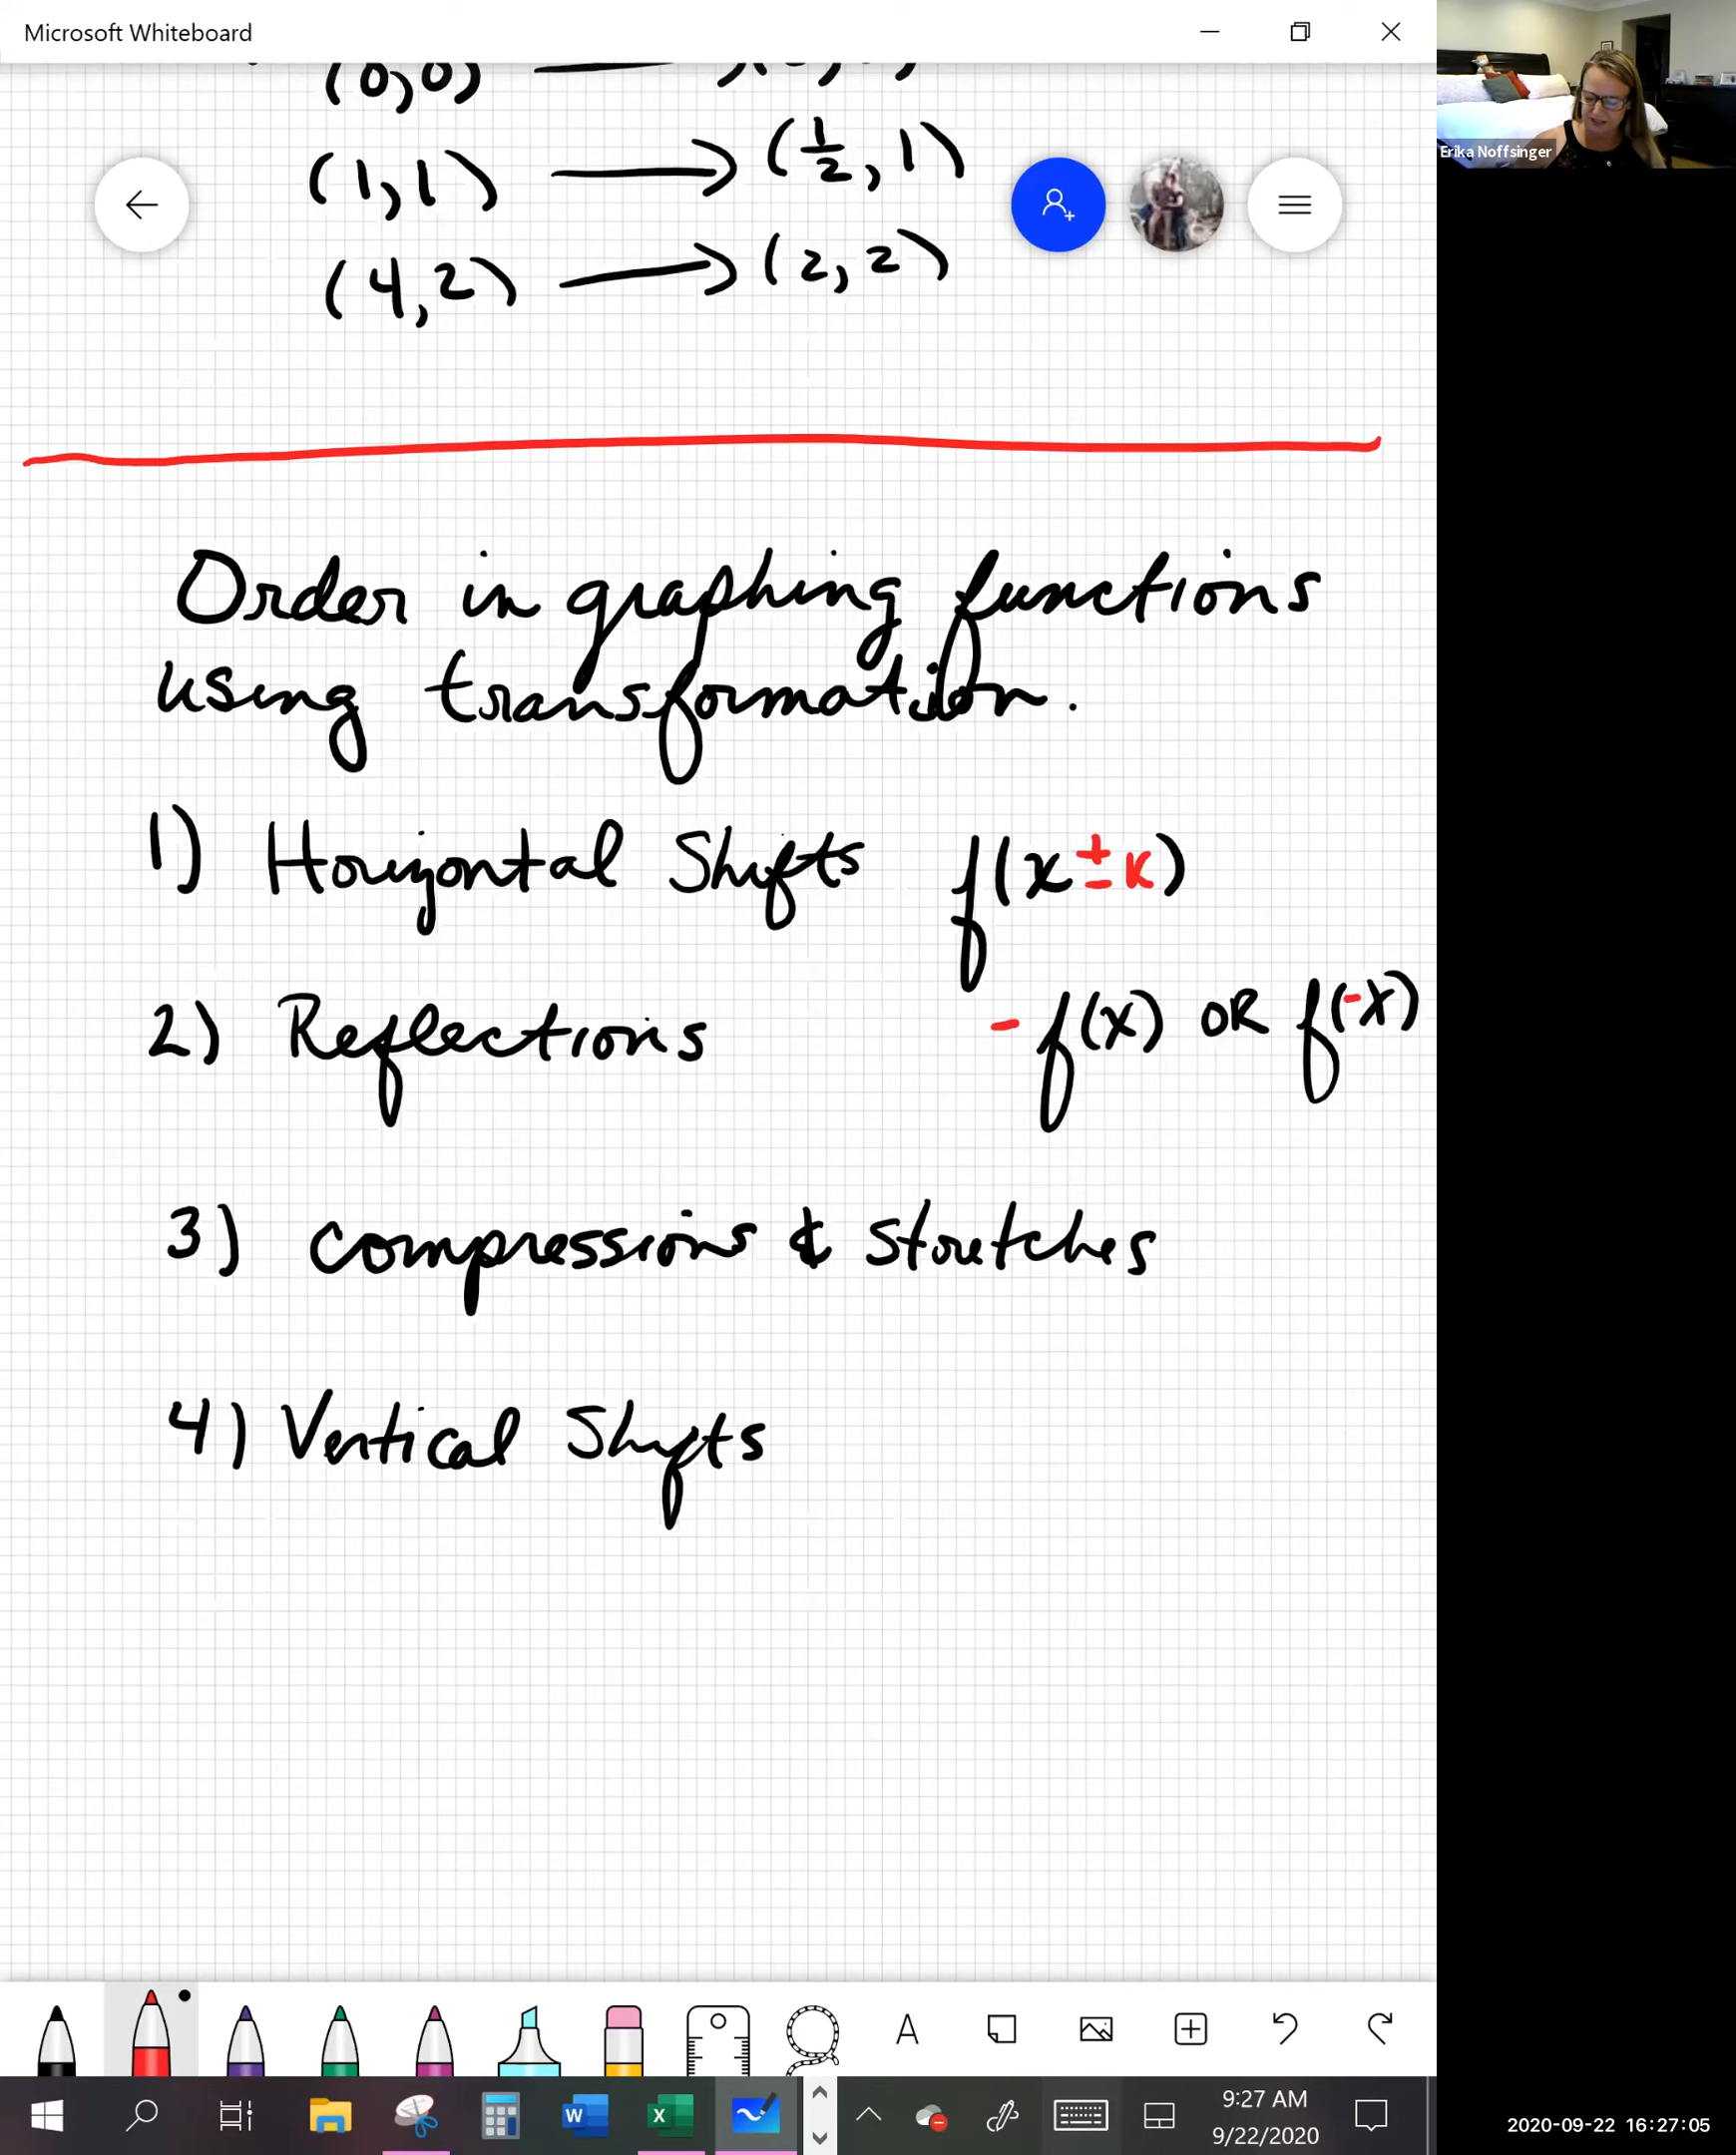 Microsoft Whiteboard
Erika Noffsinger
(0,0)
(1,1) → (1/2, 1)
(4,2) → (2,2)
Order in graphing functions
using transformation.
1) Horizontal Shifts f(x ± K)
2) Reflections - f(x) OR f(-x)
3) Compressions & stretches
4) Vertical Shifts
A
W
X
9:27 AM
9/22/2020
2020-09-22 16:27:05